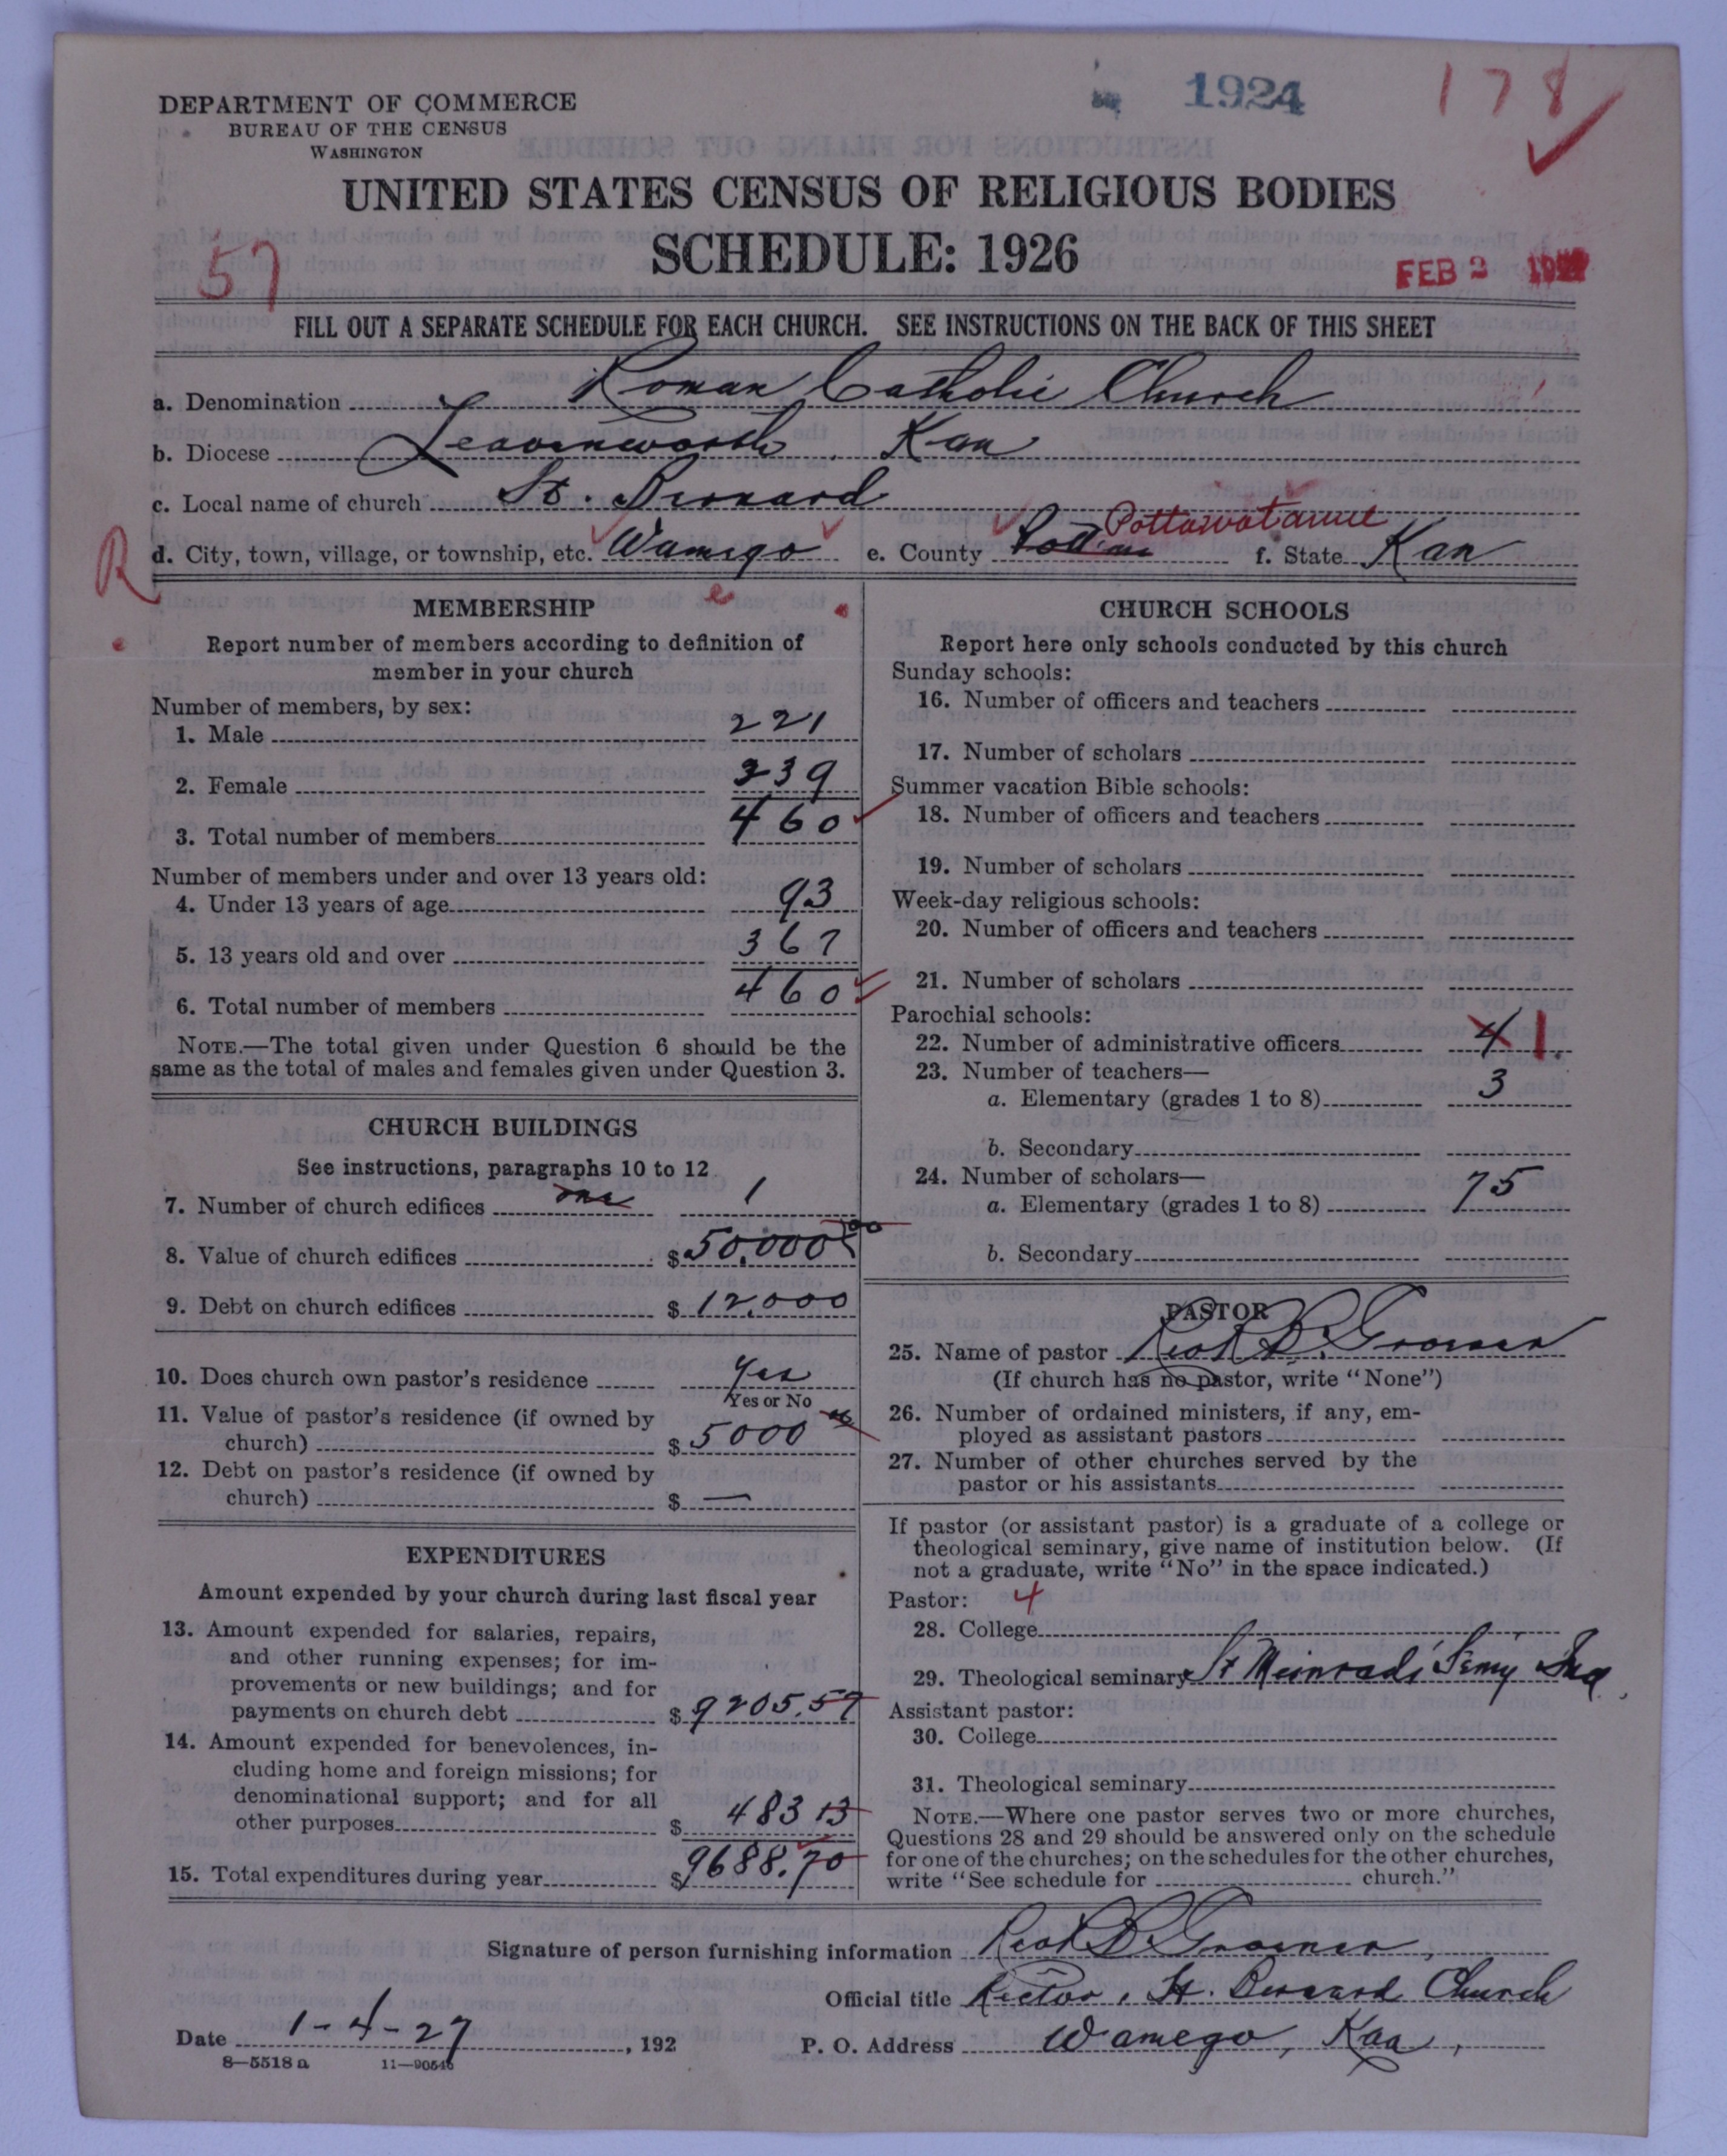 1924
178
DEPARTMENT OF COMMERCE
BUREAU OF THE CENSUS
WASHINGTON
UNITED STATES CENSUS OF RELIGIOUS BODIES
SCHEDULE: 1926
57
FEB 2
FILL OUT A SEPARATE SCHEDULE FOR EACH CHURCH. SEE INSTRUCTIONS ON THE BACK OF THIS SHEET
a. Denomination Roman Catholic Church
b. Diocese Leavenworth, Kan
c. Local name of church St. Bernard
Pottawatamie
R
d. City, town, village, or township, etc. Wamego e. County f. State Kan
e
MEMBERSHIP
Report number of members according to definition of
member in your church
Number of members, by sex:
1. Male 221
2. Female 239
3. Total number of members 460
Number of members under and over 13 years old:
4. Under 13 years of age 93
5. 13 years old and over 367
6. Total number of members 460
NOTE.—The total given under Question 6 should be the
same as the total of males and females given under Question 3.
CHURCH BUILDINGS
See instructions, paragraphs 10 to 12
7. Number of church edifices one 1
8. Value of church edifices $50,000 00
9. Debt on church edifices $12,000
10. Does church own pastor's residence Yes
Yes or No
11. Value of pastor's residence (if owned by
church) $5000
12. Debt on pastor's residence (if owned by
church) $ —
EXPENDITURES
Amount expended by your church during last fiscal year
13. Amount expended for salaries, repairs,
and other running expenses; for im-
provements or new buildings; and for
payments on church debt $9205.57
14. Amount expended for benevolences, in-
cluding home and foreign missions; for
denominational support; and for all
other purposes $ 483 13
15. Total expenditures during year $9688.70
CHURCH SCHOOLS
Report here only schools conducted by this church
Sunday schools:
16. Number of officers and teachers
17. Number of scholars
Summer vacation Bible schools:
18. Number of officers and teachers
19. Number of scholars
Week-day religious schools:
20. Number of officers and teachers
21. Number of scholars
Parochial schools:
22. Number of administrative officers 4 1
23. Number of teachers—
a. Elementary (grades 1 to 8) 3
b. Secondary
24. Number of scholars—
a. Elementary (grades 1 to 8) 75
b. Secondary
PASTOR
25. Name of pastor
(If church has no pastor, write "None")
26. Number of ordained ministers, if any, em-
ployed as assistant pastors
27. Number of other churches served by the
pastor or his assistants
If pastor (or assistant pastor) is a graduate of a college or
theological seminary, give name of institution below. (If
not a graduate, write "No" in the space indicated.)
Pastor: 4
28. College
29. Theological seminary St Meinrads' Semy Ind.
Assistant pastor:
30. College
31. Theological seminary
NOTE.—Where one pastor serves two or more churches,
Questions 28 and 29 should be answered only on the schedule
for one of the churches; on the schedules for the other churches,
write "See schedule for church."
Signature of person furnishing information
Official title Rector, St. Bernard Church
Date 1-4-27, 192 P. O. Address Wamego, Kan,
8—5518 a 11—90546